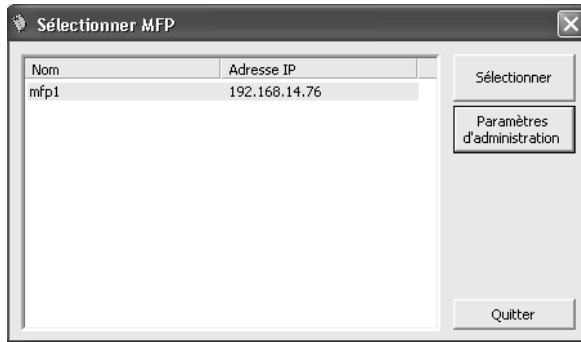 Sélectionner MFP
Nom Adresse IP
mfp1 192.168.14.76
Sélectionner
Paramètres
d'administration
Quitter